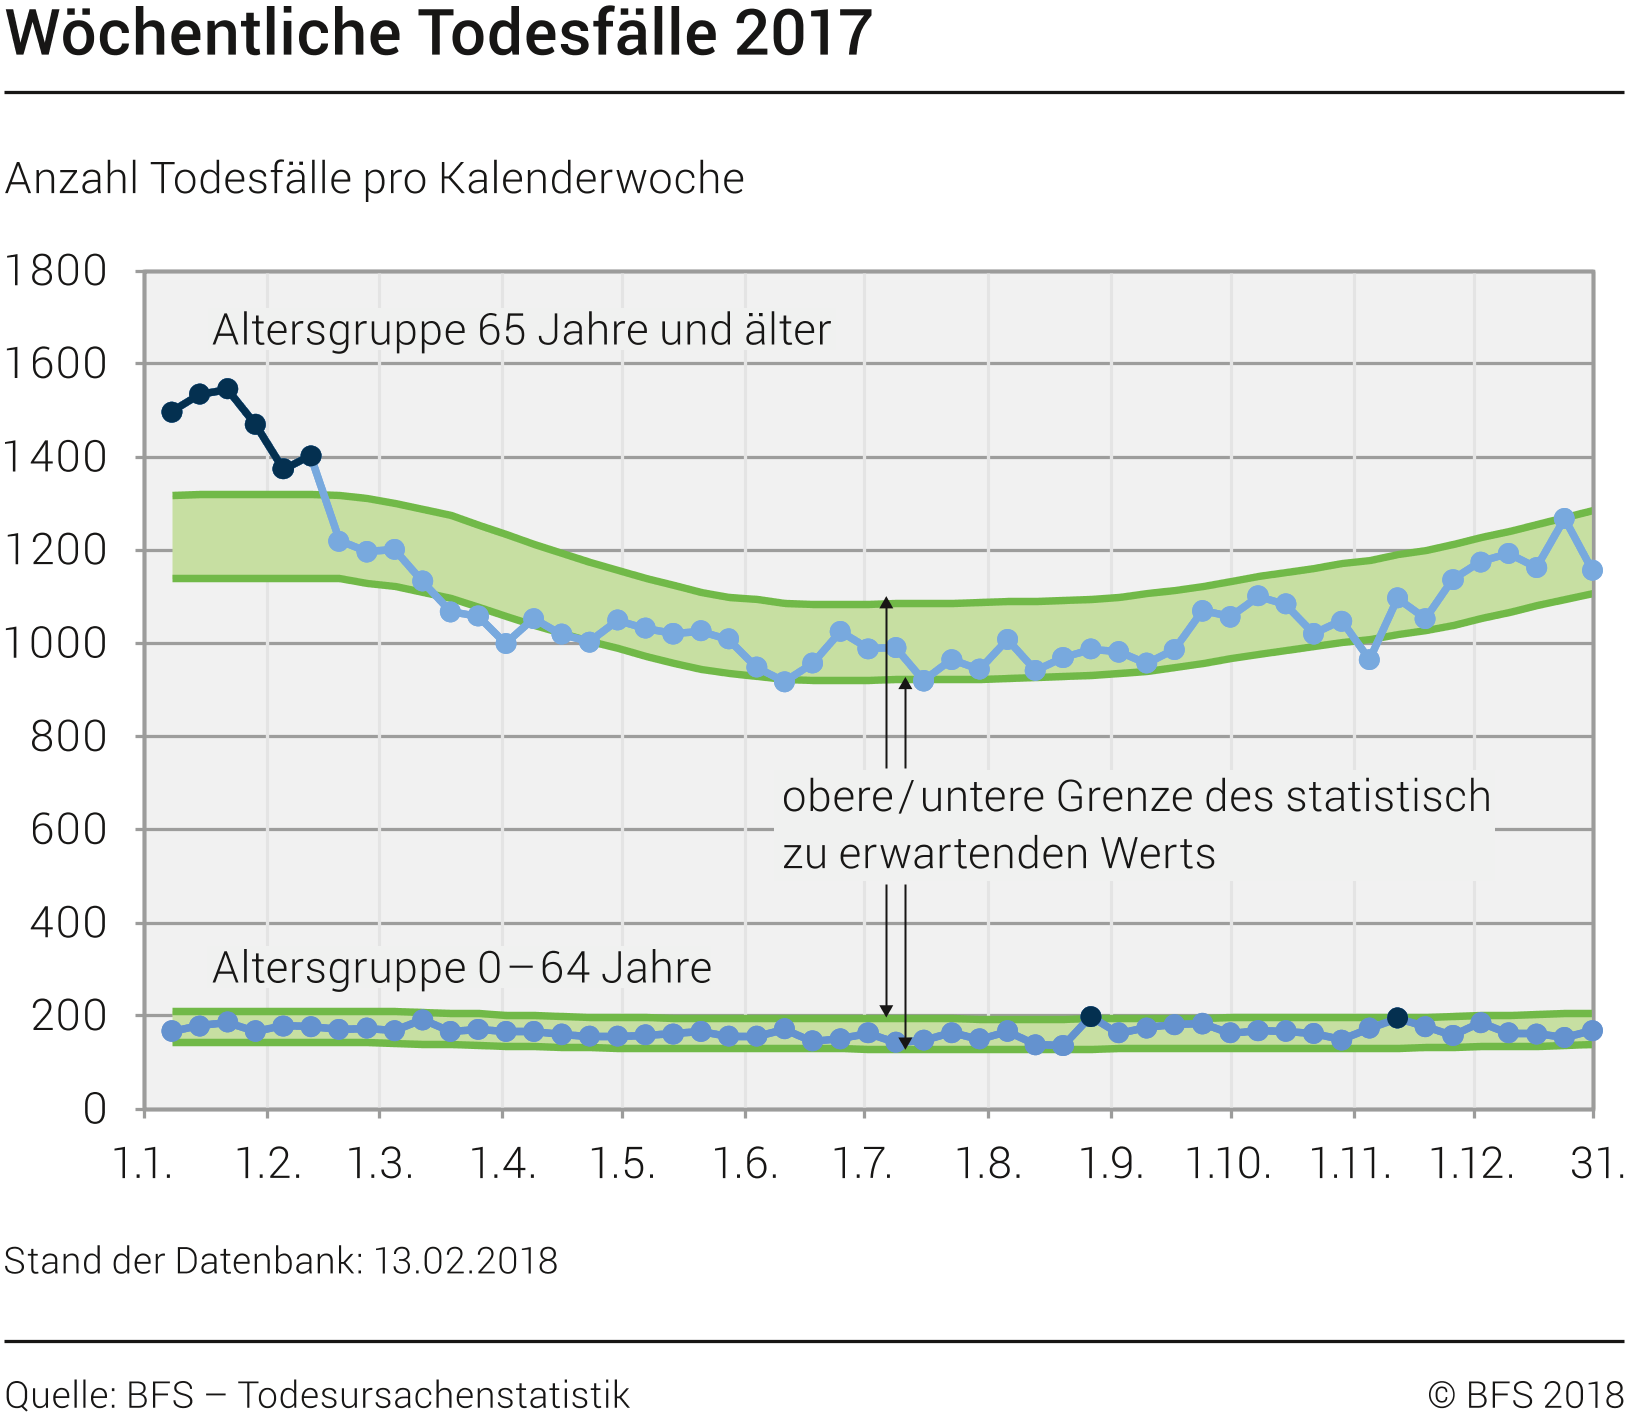 Wöchentliche Todesfälle 2017
Anzahl Todesfälle pro Kalenderwoche
1800
Altersgruppe 65 Jahre und älter
1600
1400
1200
1000
800
obere/untere Grenze des statistisch
600
zu erwartenden Werts
400
Altersgruppe 0–64 Jahre
200
0
1.1. 1.2. 1.3. 1.4. 1.5. 1.6. 1.7. 1.8. 1.9. 1.10. 1.11. 1.12. 31.
Stand der Datenbank: 13.02.2018
Quelle: BFS – Todesursachenstatistik © BFS 2018